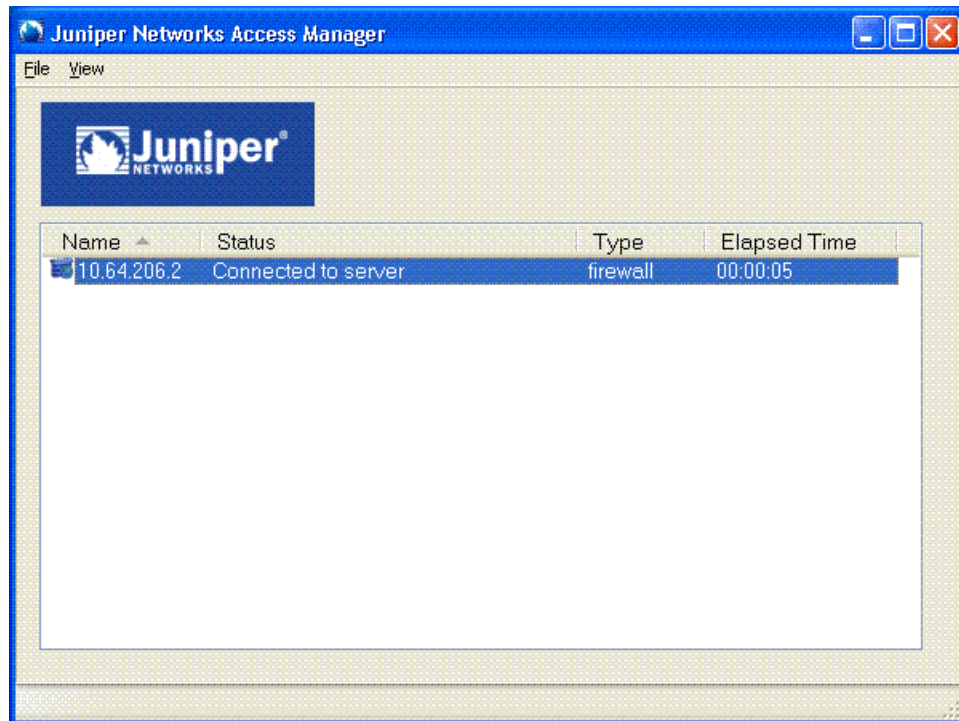 Juniper Networks Access Manager
File View
Juniper®
NETWORKS
Name Status Type Elapsed Time
10.64.206.2 Connected to server firewall 00:00:05